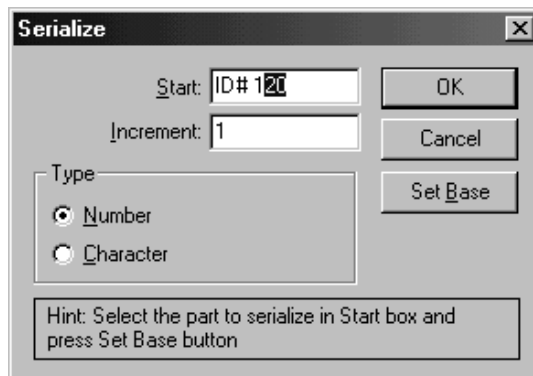 Serialize
Start: ID# 120 OK
Increment: 1 Cancel
Type Set Base
Number
Character
Hint: Select the part to serialize in Start box and
press Set Base button